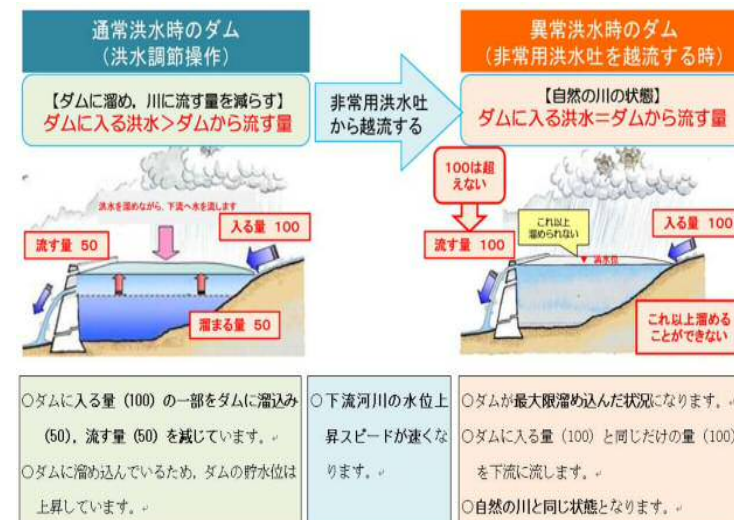 通常洪水時のダム
(洪水調節操作)
【ダムに溜め，川に流す量を減らす】
ダムに入る洪水>ダムから流す量
非常用洪水吐
から越流する
異常洪水時のダム
(非常用洪水吐を越流する時)
【自然の川の状態】
ダムに入る洪水=ダムから流す量
洪水を溜めながら、下流へ水を流します
流す量 50
入る量 100
溜まる量 50
100は超
えない
流す量 100
これ以上
溜められない
▼ 満水位
入る量 100
これ以上溜める
ことができない
○ダムに入る量 (100) の一部をダムに溜込み
(50)，流す量 (50) を減じています。
○ダムに溜め込んでいるため，ダムの貯水位は
上昇しています。
○下流河川の水位上
昇スピードが速くな
ります。
○ダムが最大限溜め込んだ状況になります。
○ダムに入る量 (100) と同じだけの量 (100)
を下流に流します。
○自然の川と同じ状態となります。